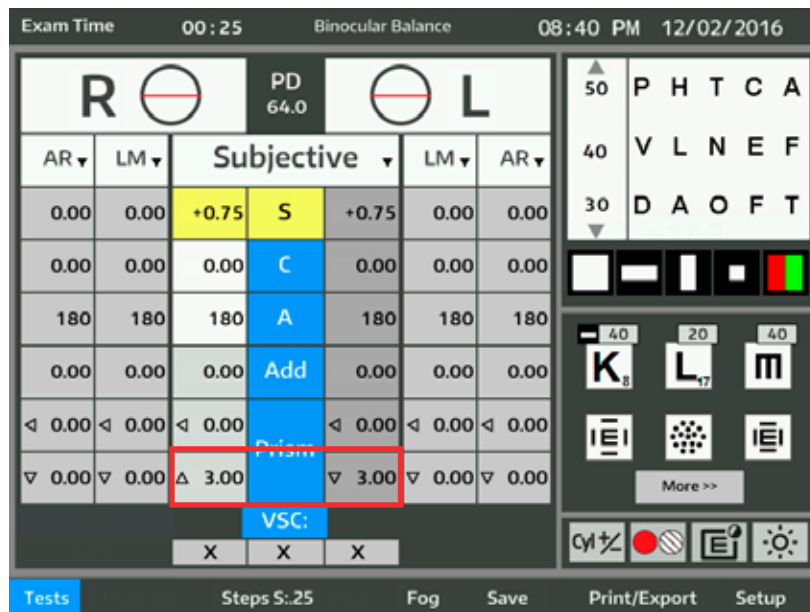 Exam Time 00:25 Binocular Balance 08:40 PM 12/02/2016
R PD 64.0 L
AR LM Subjective LM AR
0.00 0.00 +0.75 S +0.75 0.00 0.00
0.00 0.00 0.00 C 0.00 0.00 0.00
180 180 180 A 180 180 180
0.00 0.00 0.00 Add 0.00 0.00 0.00
0.00 0.00 0.00 Prism 0.00 0.00 0.00
0.00 0.00 3.00 3.00 0.00 0.00
VSC:
X X X
50 P H T C A
40 V L N E F
30 D A O F T
40 20 40
K 8 L 17 m
E E
More >>
Cyl +/- E
Tests Steps S:.25 Fog Save Print/Export Setup